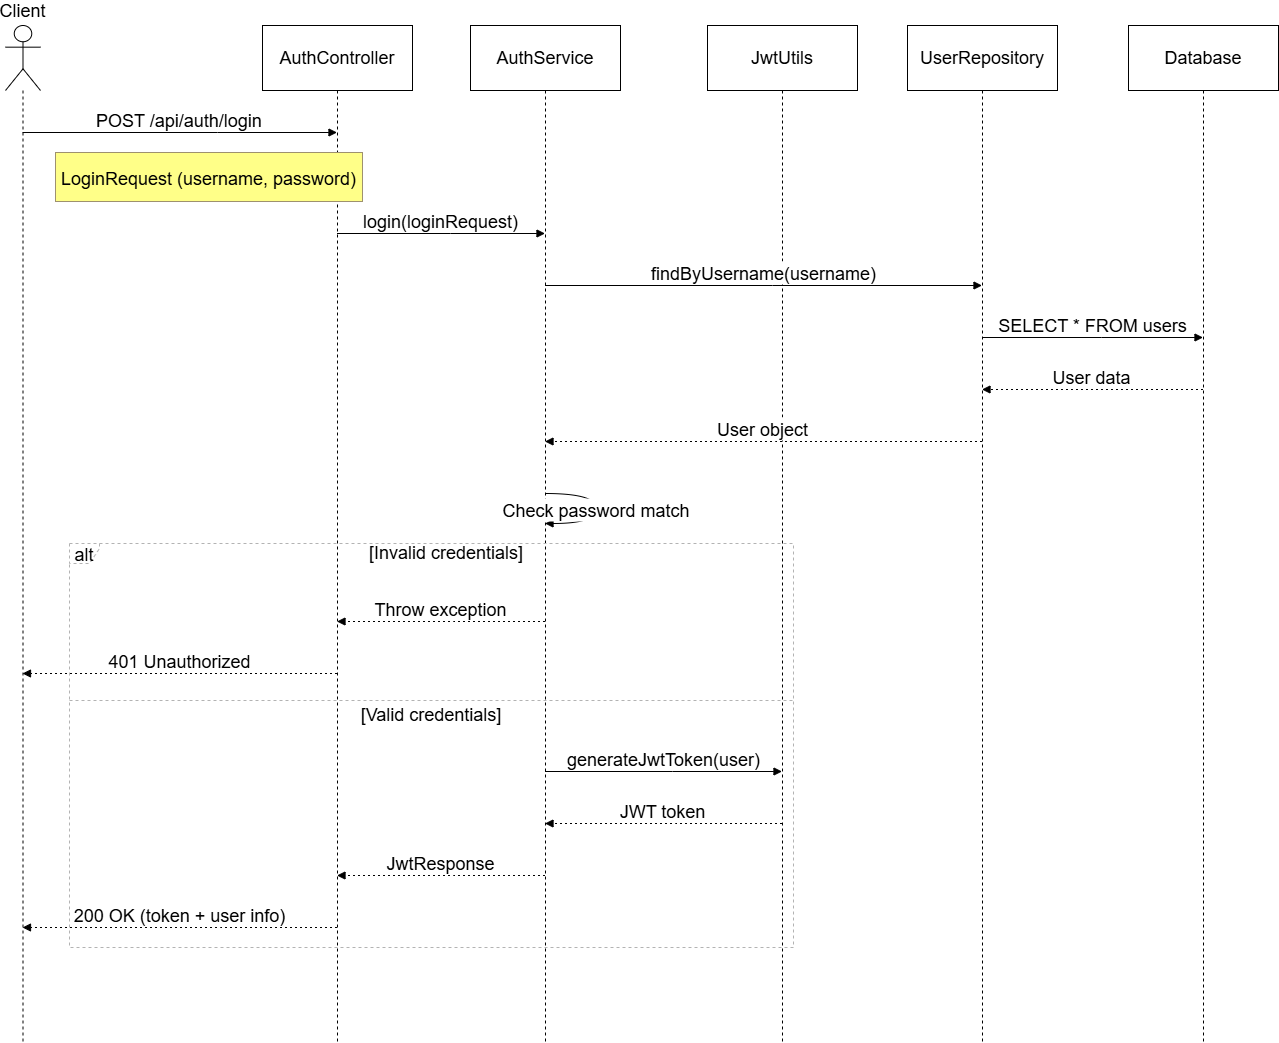 Client
AuthController
AuthService
JwtUtils
UserRepository
Database
POST /api/auth/login
LoginRequest (username, password)
login(loginRequest)
findByUsername(username)
SELECT * FROM users
User data
User object
Check password match
alt
[Invalid credentials]
Throw exception
401 Unauthorized
[Valid credentials]
generateJwtToken(user)
JWT token
JwtResponse
200 OK (token + user info)